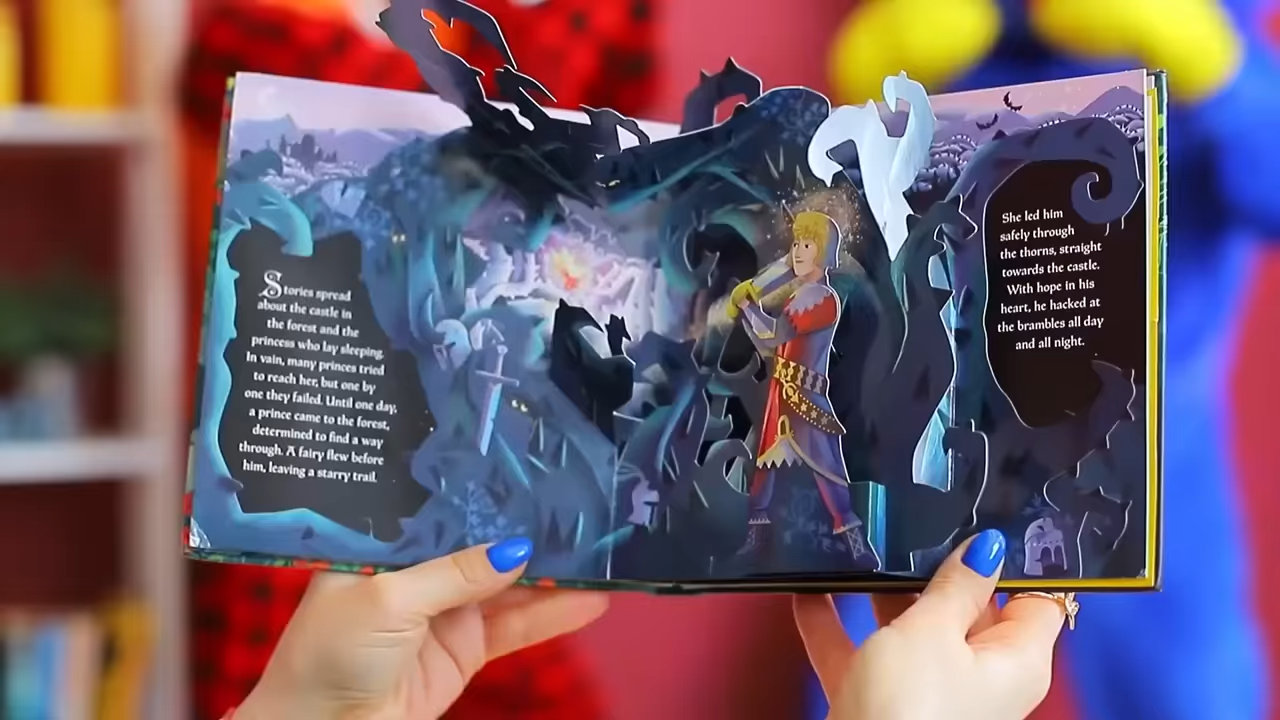 Stories spread
about the castle in
the forest and the
princess who lay sleeping.
In vain, many princes tried
to reach her, but one by
one they failed. Until one day,
a prince came to the forest,
determined to find a way
through. A fairy flew before
him, leaving a starry trail.
She led him
safely through
the thorns, straight
towards the castle.
With hope in his
heart, he hacked at
the brambles all day
and all night.